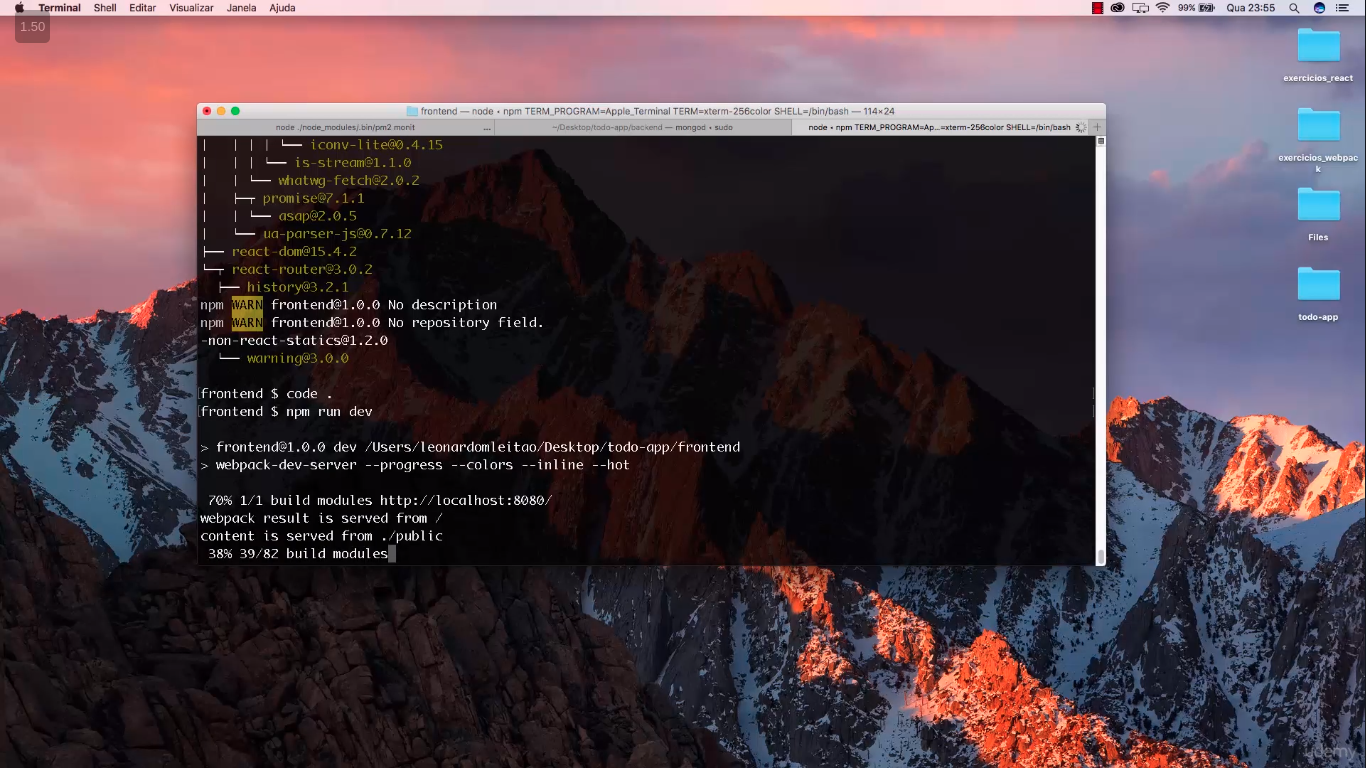 Terminal Shell Editar Visualizar Janela Ajuda 99% Qua 23:55
1.50
exercicios_react
exercicios_webpac
k
Files
todo-app
frontend — node • npm TERM_PROGRAM=Apple_Terminal TERM=xterm-256color SHELL=/bin/bash — 114×24
node ./node_modules/.bin/pm2 monit ... ~/Desktop/todo-app/backend — mongod • sudo node • npm TERM_PROGRAM=Ap...=xterm-256color SHELL=/bin/bash +
│ │ │ │ └── iconv-lite@0.4.15
│ │ │ └── is-stream@1.1.0
│ │ └── whatwg-fetch@2.0.2
│ ├─┬ promise@7.1.1
│ │ └── asap@2.0.5
│ └── ua-parser-js@0.7.12
├── react-dom@15.4.2
└─┬ react-router@3.0.2
├── history@3.2.1
npm WARN frontend@1.0.0 No description
npm WARN frontend@1.0.0 No repository field.
-non-react-statics@1.2.0
└── warning@3.0.0
frontend $ code .
frontend $ npm run dev
> frontend@1.0.0 dev /Users/leonardomleitao/Desktop/todo-app/frontend
> webpack-dev-server --progress --colors --inline --hot
70% 1/1 build modules http://localhost:8080/
webpack result is served from /
content is served from ./public
38% 39/82 build modules
udemy